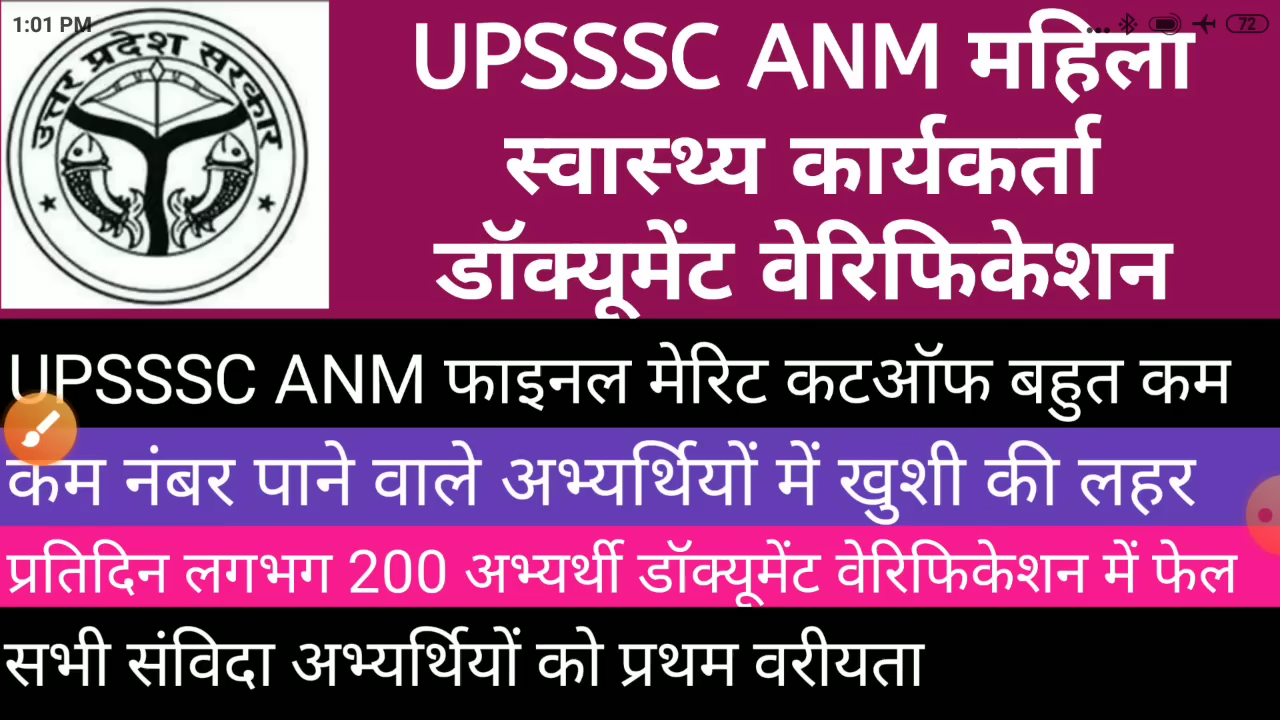 1:01 PM
72
उत्तर प्रदेश सरकार
UPSSSC ANM महिला
स्वास्थ्य कार्यकर्ता
डॉक्यूमेंट वेरिफिकेशन
UPSSSC ANM फाइनल मेरिट कटऑफ बहुत कम
कम नंबर पाने वाले अभ्यर्थियों में खुशी की लहर
प्रतिदिन लगभग 200 अभ्यर्थी डॉक्यूमेंट वेरिफिकेशन में फेल
सभी संविदा अभ्यर्थियों को प्रथम वरीयता